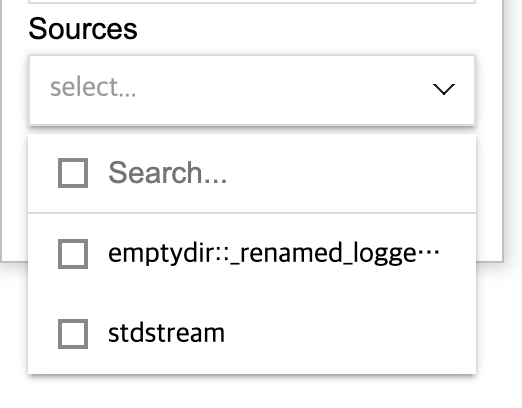 Sources
select...
Search...
emptydir::_renamed_logge…
stdstream